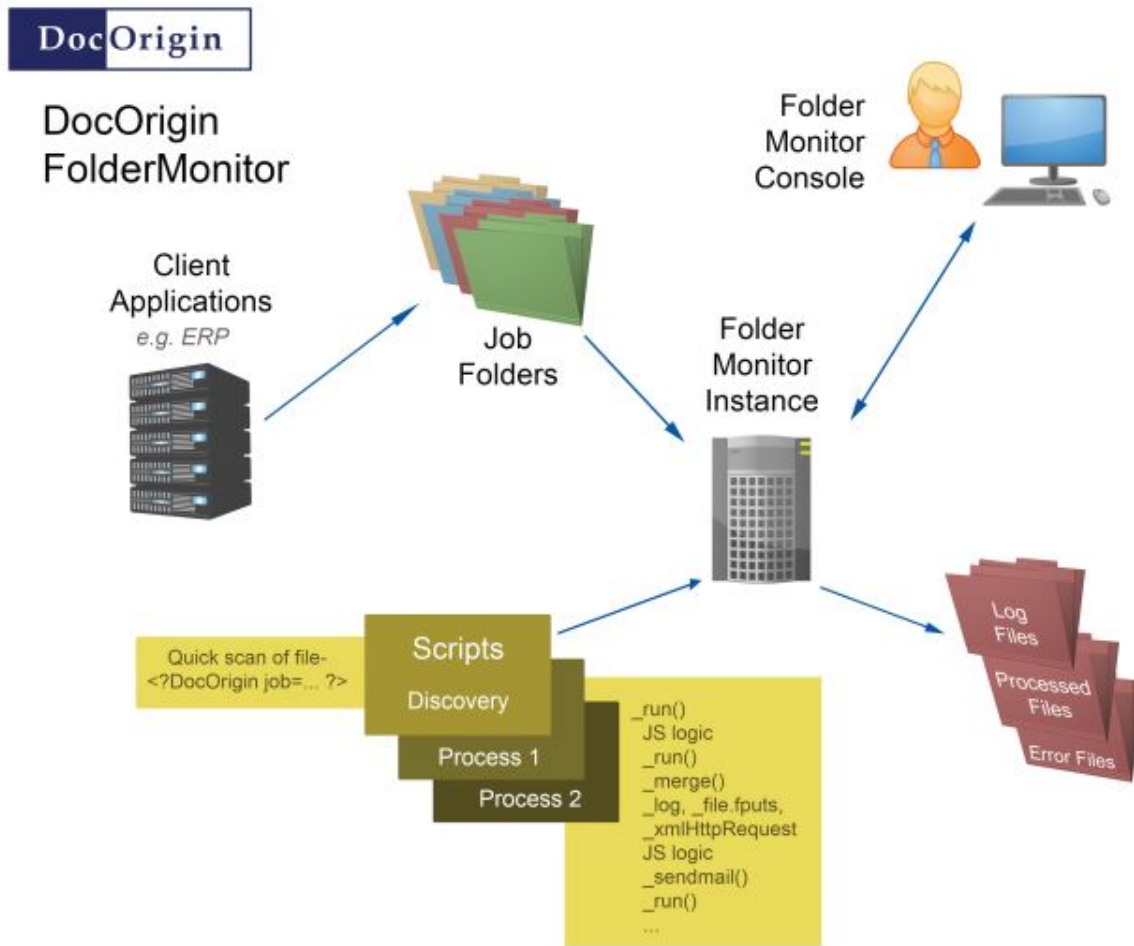 DocOrigin
DocOrigin
FolderMonitor
Folder
Monitor
Console
Client
Applications
e.g. ERP
Job
Folders
Folder
Monitor
Instance
Quick scan of file-
<?DocOrigin job=... ?>
Scripts
Discovery
Process 1
Process 2
_run()
JS logic
_run()
_merge()
_log, _file.fputs,
_xmlHttpRequest
JS logic
_sendmail()
_run()
...
Log
Files
Processed
Files
Error Files